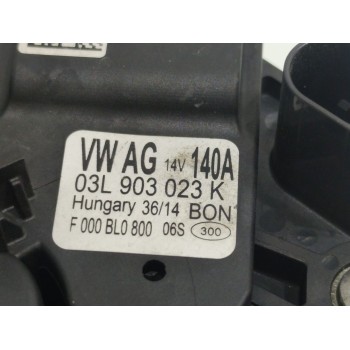 VW AG 14V 140A
03L 903 023 K
Hungary 36/14 BON
F 000 BL0 800 06S 300